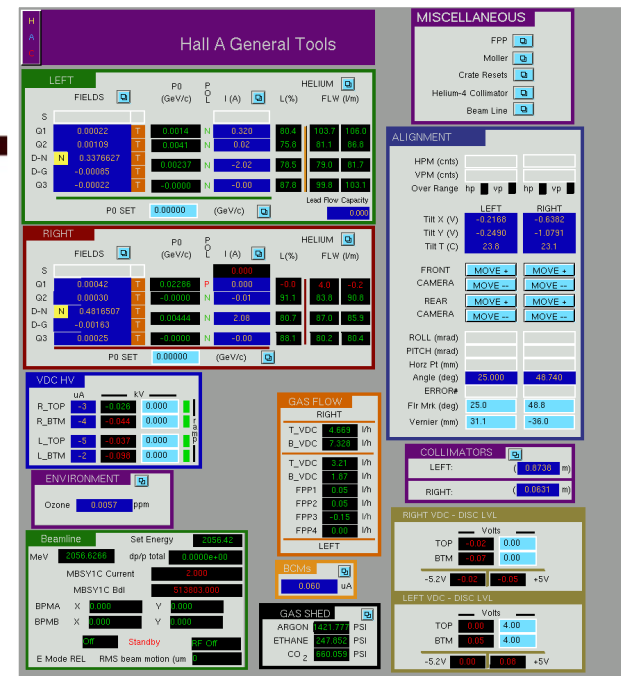 H
A
C
Hall A General Tools
MISCELLANEOUS
FPP
Moller
Crate Resets
Helium-4 Collimator
Beam Line
LEFT
FIELDS P0 (GeV/c) POL I (A) HELIUM L(%) FLW (l/m)
S
Q1 0.00022 T 0.0014 N 0.320 80.4 103.7 106.0
Q2 0.00109 T 0.0041 N 0.02 75.8 81.1 86.8
D-N N 0.3376627 T 0.00237 N -2.02 78.5 79.0 81.7
D-G -0.00085
Q3 -0.00022 T -0.0000 N -0.00 87.8 99.8 103.1
Lead Flow Capacity
P0 SET 0.00000 (GeV/c) 0.000
RIGHT
FIELDS P0 (GeV/c) POL I (A) HELIUM L(%) FLW (l/m)
S 0.000
Q1 0.00042 T 0.02286 P 0.000 -0.0 4.0 -0.2
Q2 0.00030 T -0.0000 N -0.01 91.1 83.8 90.8
D-N N 0.4816507 T 0.00444 N 2.08 80.7 87.0 85.9
D-G -0.00163
Q3 0.00025 T -0.0000 N -0.00 88.1 80.2 80.4
P0 SET 0.00000 (GeV/c)
ALIGNMENT
HPM (cnts)
VPM (cnts)
Over Range hp vp hp vp
LEFT RIGHT
Tilt X (V) -0.2168 -0.6382
Tilt Y (V) -0.2490 -1.0791
Tilt T (C) 23.8 23.1
FRONT MOVE + MOVE +
CAMERA MOVE -- MOVE --
REAR MOVE + MOVE +
CAMERA MOVE -- MOVE --
ROLL (mrad)
PITCH (mrad)
Horz Pt (mm)
Angle (deg) 25.000 48.740
ERROR#
Flr Mrk (deg) 25.0 48.8
Vernier (mm) 31.1 -36.0
VDC HV
uA kV
R_TOP -3 -0.026 0.000
R_BTM -4 -0.044 0.000
L_TOP -5 -0.037 0.000
L_BTM -2 -0.090 0.000
ramp
ENVIRONMENT
Ozone 0.0057 ppm
GAS FLOW
RIGHT
T_VDC 4.669 l/h
B_VDC 7.328 l/h
T_VDC 3.21 l/h
B_VDC 1.87 l/h
FPP1 0.05 l/h
FPP2 0.05 l/h
FPP3 -0.15 l/h
FPP4 0.00 l/h
LEFT
COLLIMATORS
LEFT: ( 0.8738 m)
RIGHT: ( 0.0631 m)
Beamline Set Energy 2056.42
MeV 2056.6266 dp/p total 0.0000e+00
MBSY1C Current 2.000
MBSY1C Bdl 513803.000
BPMA X 0.000 Y 0.000
BPMB X 0.000 Y 0.000
Off Standby RF Off
E Mode REL RMS beam motion (um 0
BCMs
0.060 uA
GAS SHED
ARGON 1421.777 PSI
ETHANE 247.852 PSI
CO 2 660.059 PSI
RIGHT VDC - DISC LVL
Volts
TOP -0.02 0.00
BTM -0.07 0.00
-5.2V +5V
LEFT VDC - DISC LVL
Volts
TOP 0.06 4.00
BTM 0.05 4.00
-5.2V 0.00 0.00 +5V